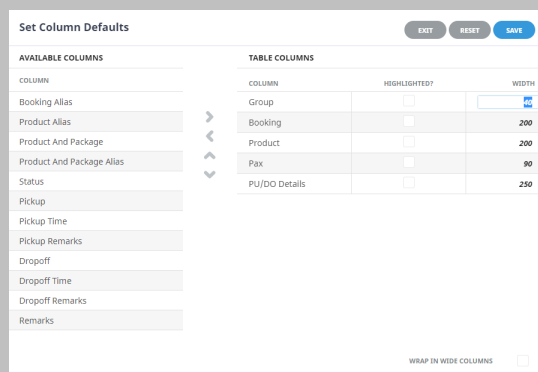 Set Column Defaults
EXIT RESET SAVE
AVAILABLE COLUMNS
COLUMN
Booking Alias
Product Alias
Product And Package
Product And Package Alias
Status
Pickup
Pickup Time
Pickup Remarks
Dropoff
Dropoff Time
Dropoff Remarks
Remarks
TABLE COLUMNS
COLUMN HIGHLIGHTED? WIDTH
Group 40
Booking 200
Product 200
Pax 90
PU/DO Details 250
WRAP IN WIDE COLUMNS